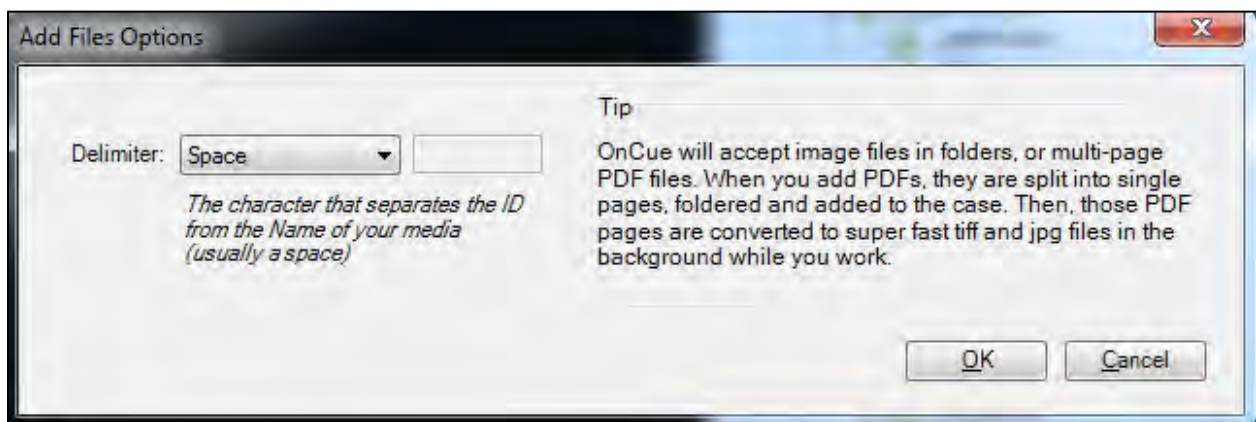 Add Files Options
X
Delimiter: Space
The character that separates the ID
from the Name of your media
(usually a space)
Tip
OnCue will accept image files in folders, or multi-page
PDF files. When you add PDFs, they are split into single
pages, foldered and added to the case. Then, those PDF
pages are converted to super fast tiff and jpg files in the
background while you work.
OK
Cancel